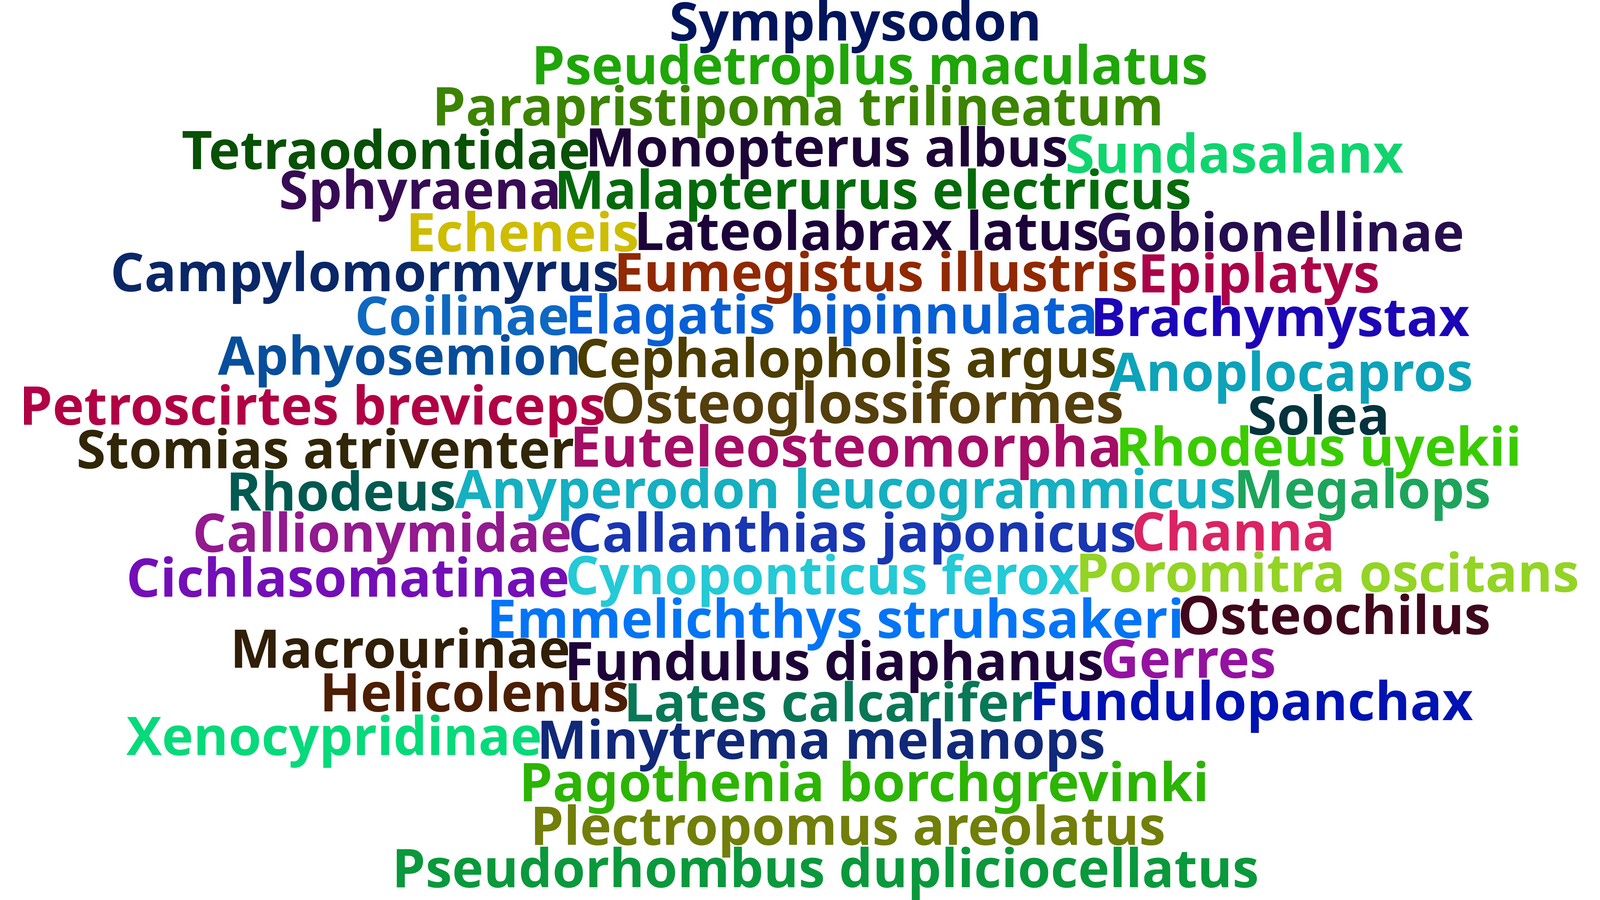 Symphysodon
Pseudetroplus maculatus
Parapristipoma trilineatum
Tetraodontidae Monopterus albus Sundasalanx
Sphyraena Malapterurus electricus
Echeneis Lateolabrax latus Gobionellinae
Campylomormyrus Eumegistus illustris Epiplatys
Coilinae Elagatis bipinnulata Brachymystax
Aphyosemion Cephalopholis argus Anoplocapros
Petroscirtes breviceps Osteoglossiformes Solea
Stomias atriventer Euteleosteomorpha Rhodeus uyekii
Rhodeus Anyperodon leucogrammicus Megalops
Callionymidae Callanthias japonicus Channa
Cichlasomatinae Cynoponticus ferox Poromitra oscitans
Emmelichthys struhsakeri Osteochilus
Macrourinae Fundulus diaphanus Gerres
Helicolenus Lates calcarifer Fundulopanchax
Xenocypridinae Minytrema melanops
Pagothenia borchgrevinki
Plectropomus areolatus
Pseudorhombus dupliciocellatus